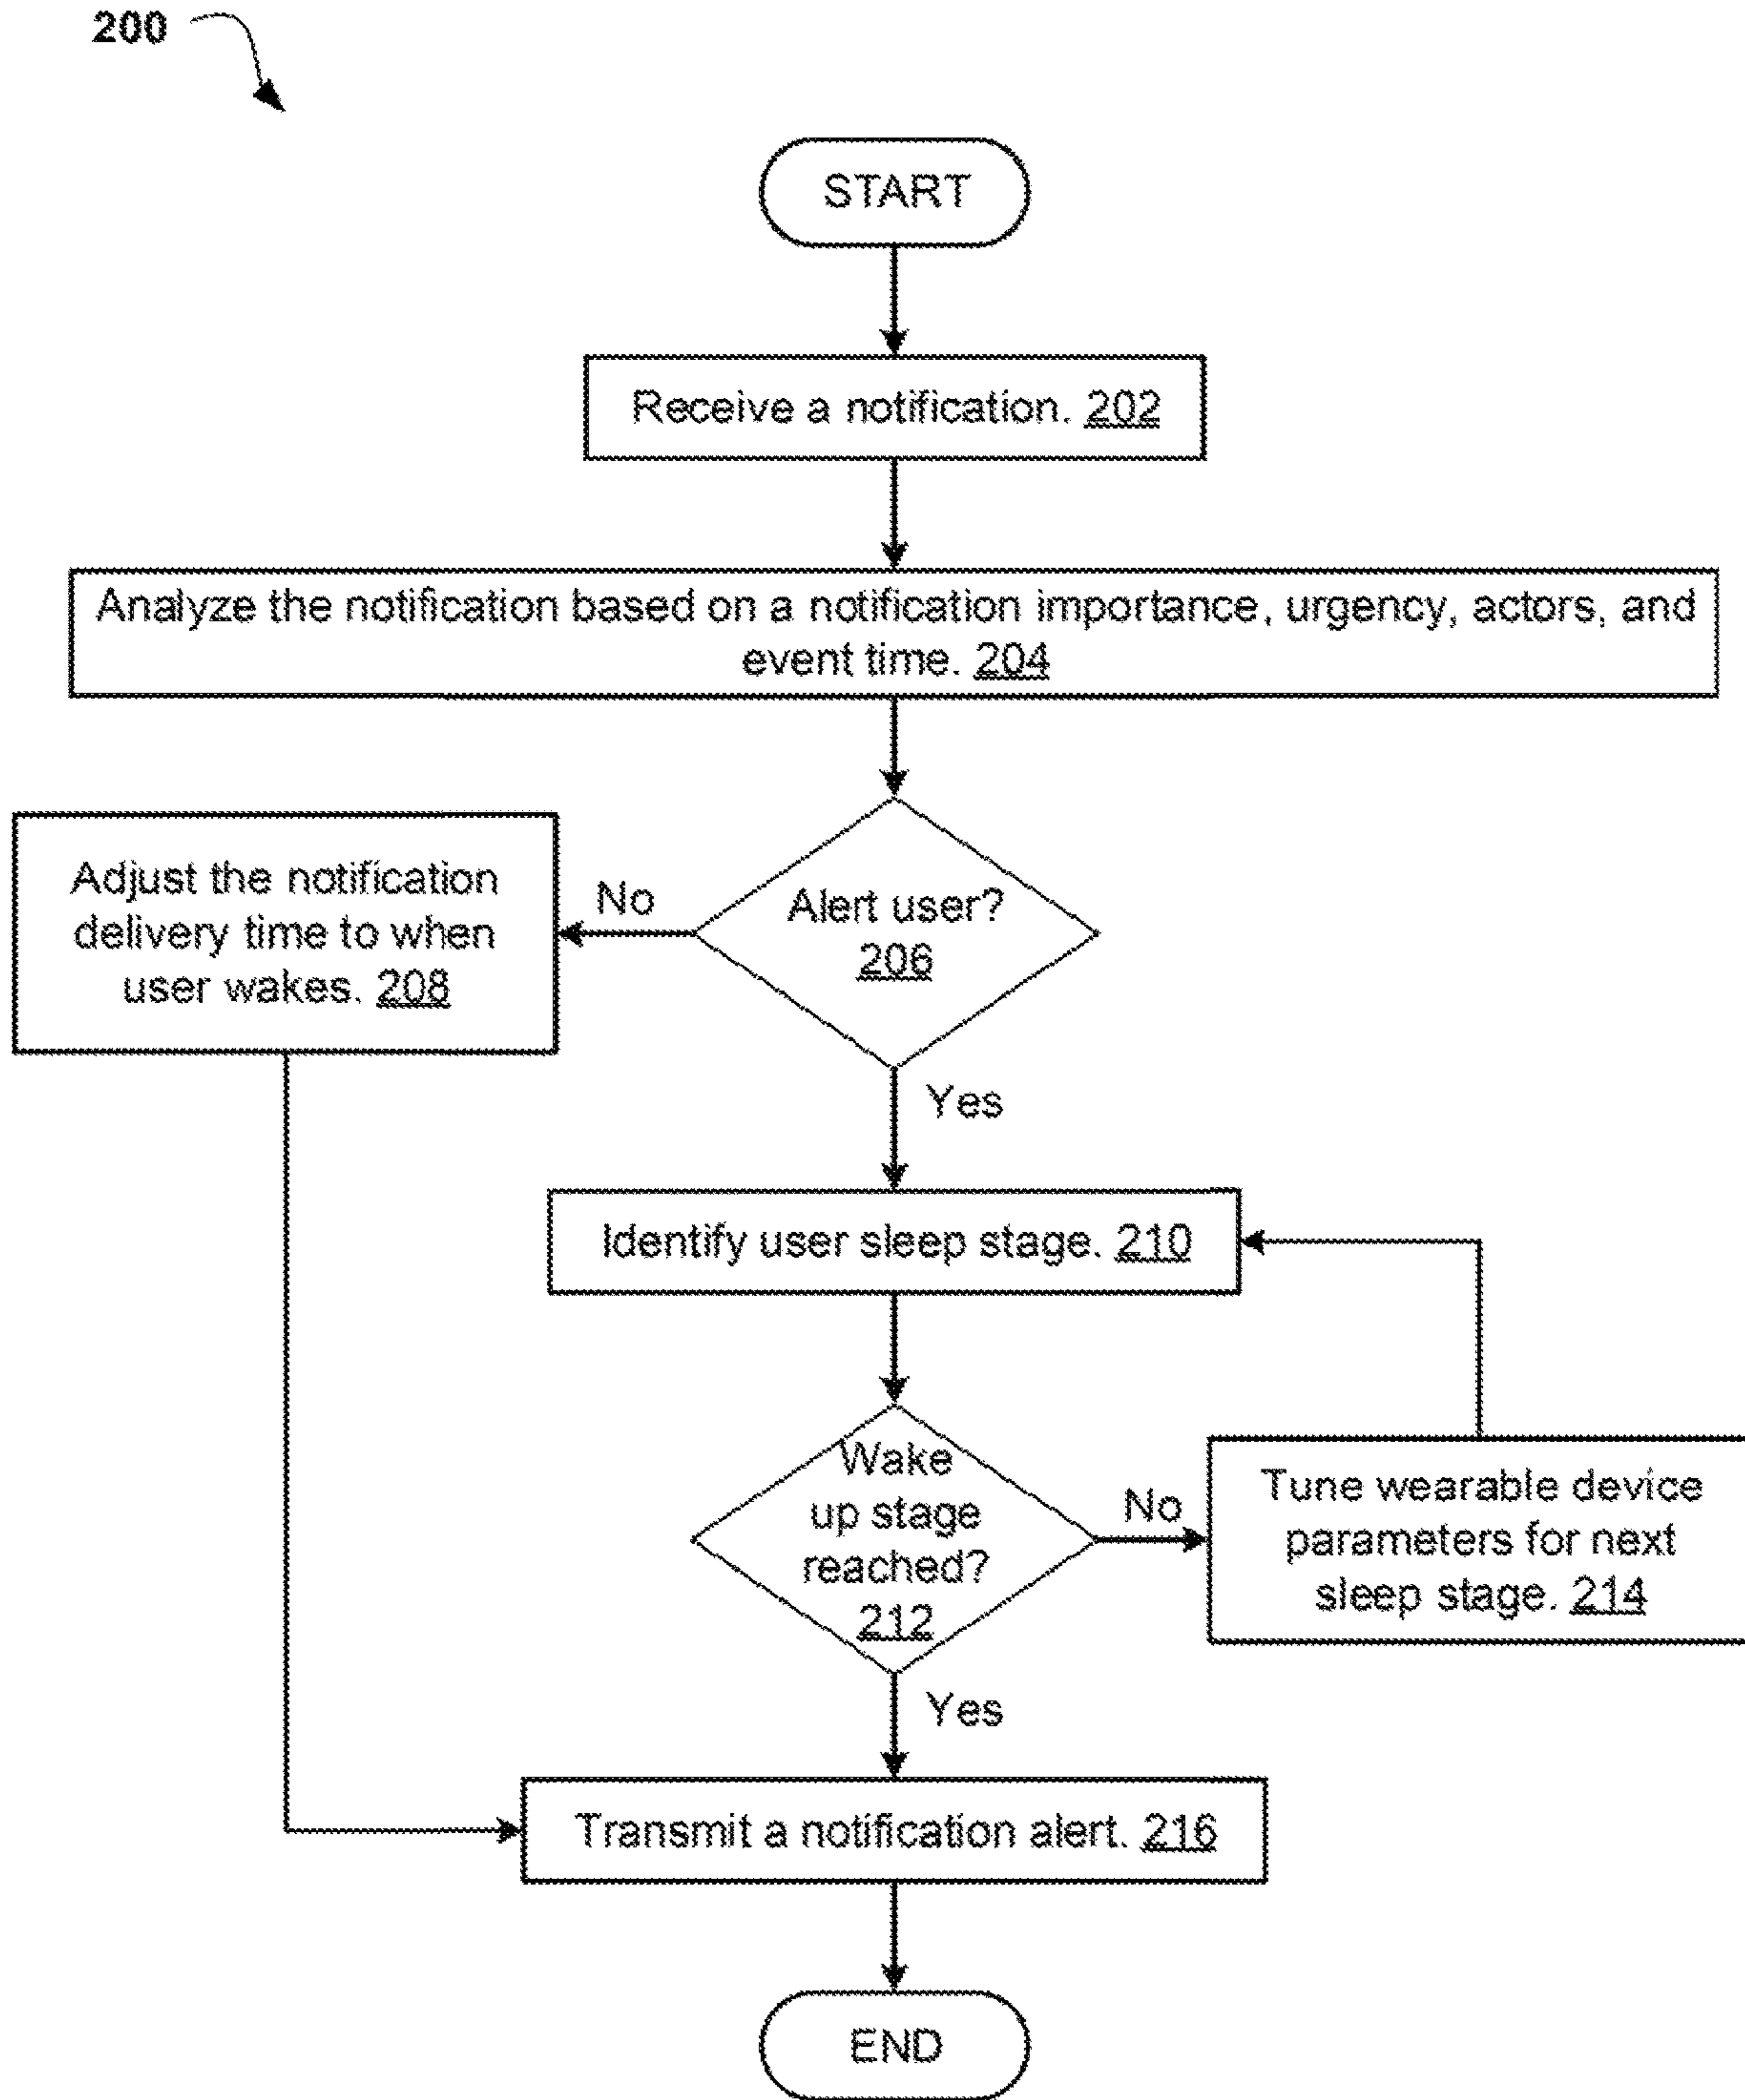 200
START
Receive a notification. 202
Analyze the notification based on a notification importance, urgency, actors, and
event time. 204
Adjust the notification
delivery time to when
user wakes. 208
No
Alert user?
206
Yes
Identify user sleep stage. 210
Wake
up stage
reached?
212
No
Tune wearable device
parameters for next
sleep stage. 214
Yes
Transmit a notification alert. 216
END